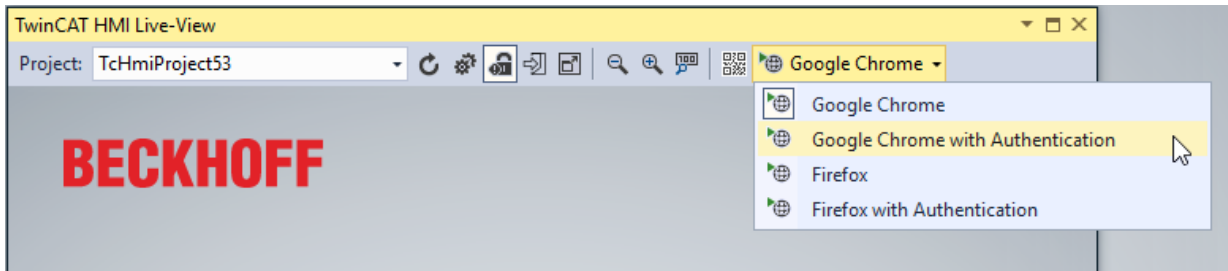 TwinCAT HMI Live-View
Project: TcHmiProject53 100 Google Chrome
Google Chrome
BECKHOFF
Google Chrome with Authentication
Firefox
Firefox with Authentication